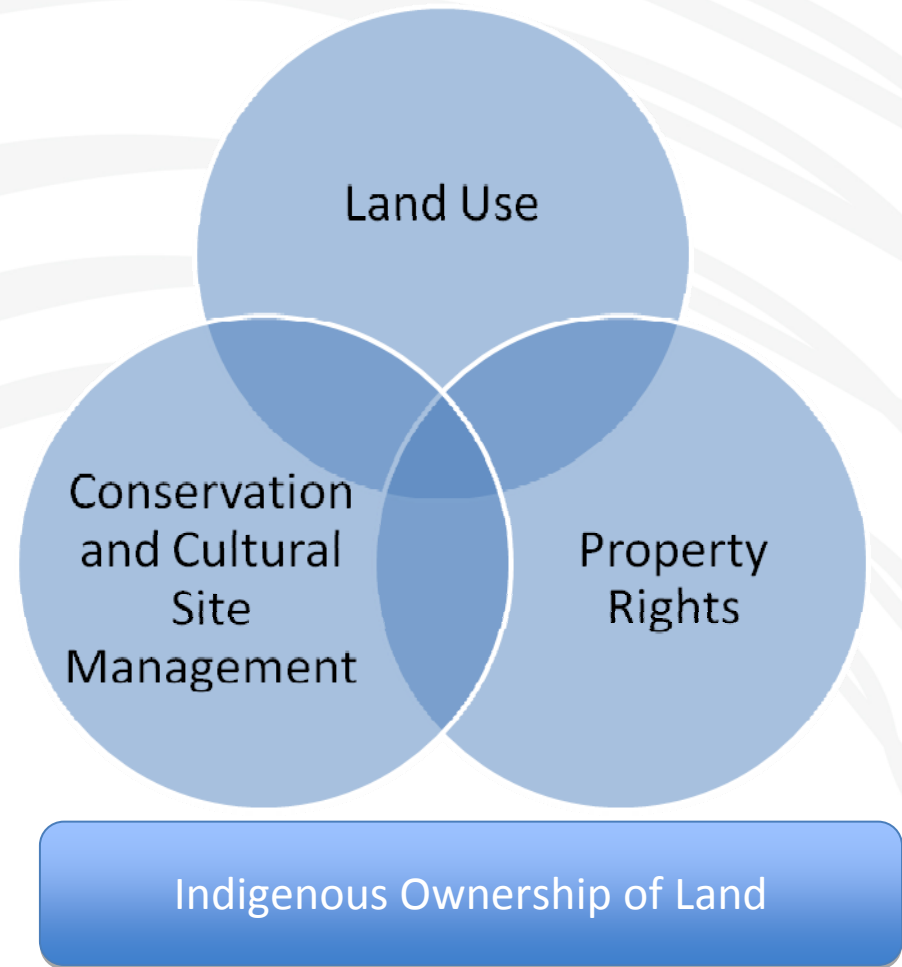 Land Use
Conservation
and Cultural
Site
Management
Property
Rights
Indigenous Ownership of Land